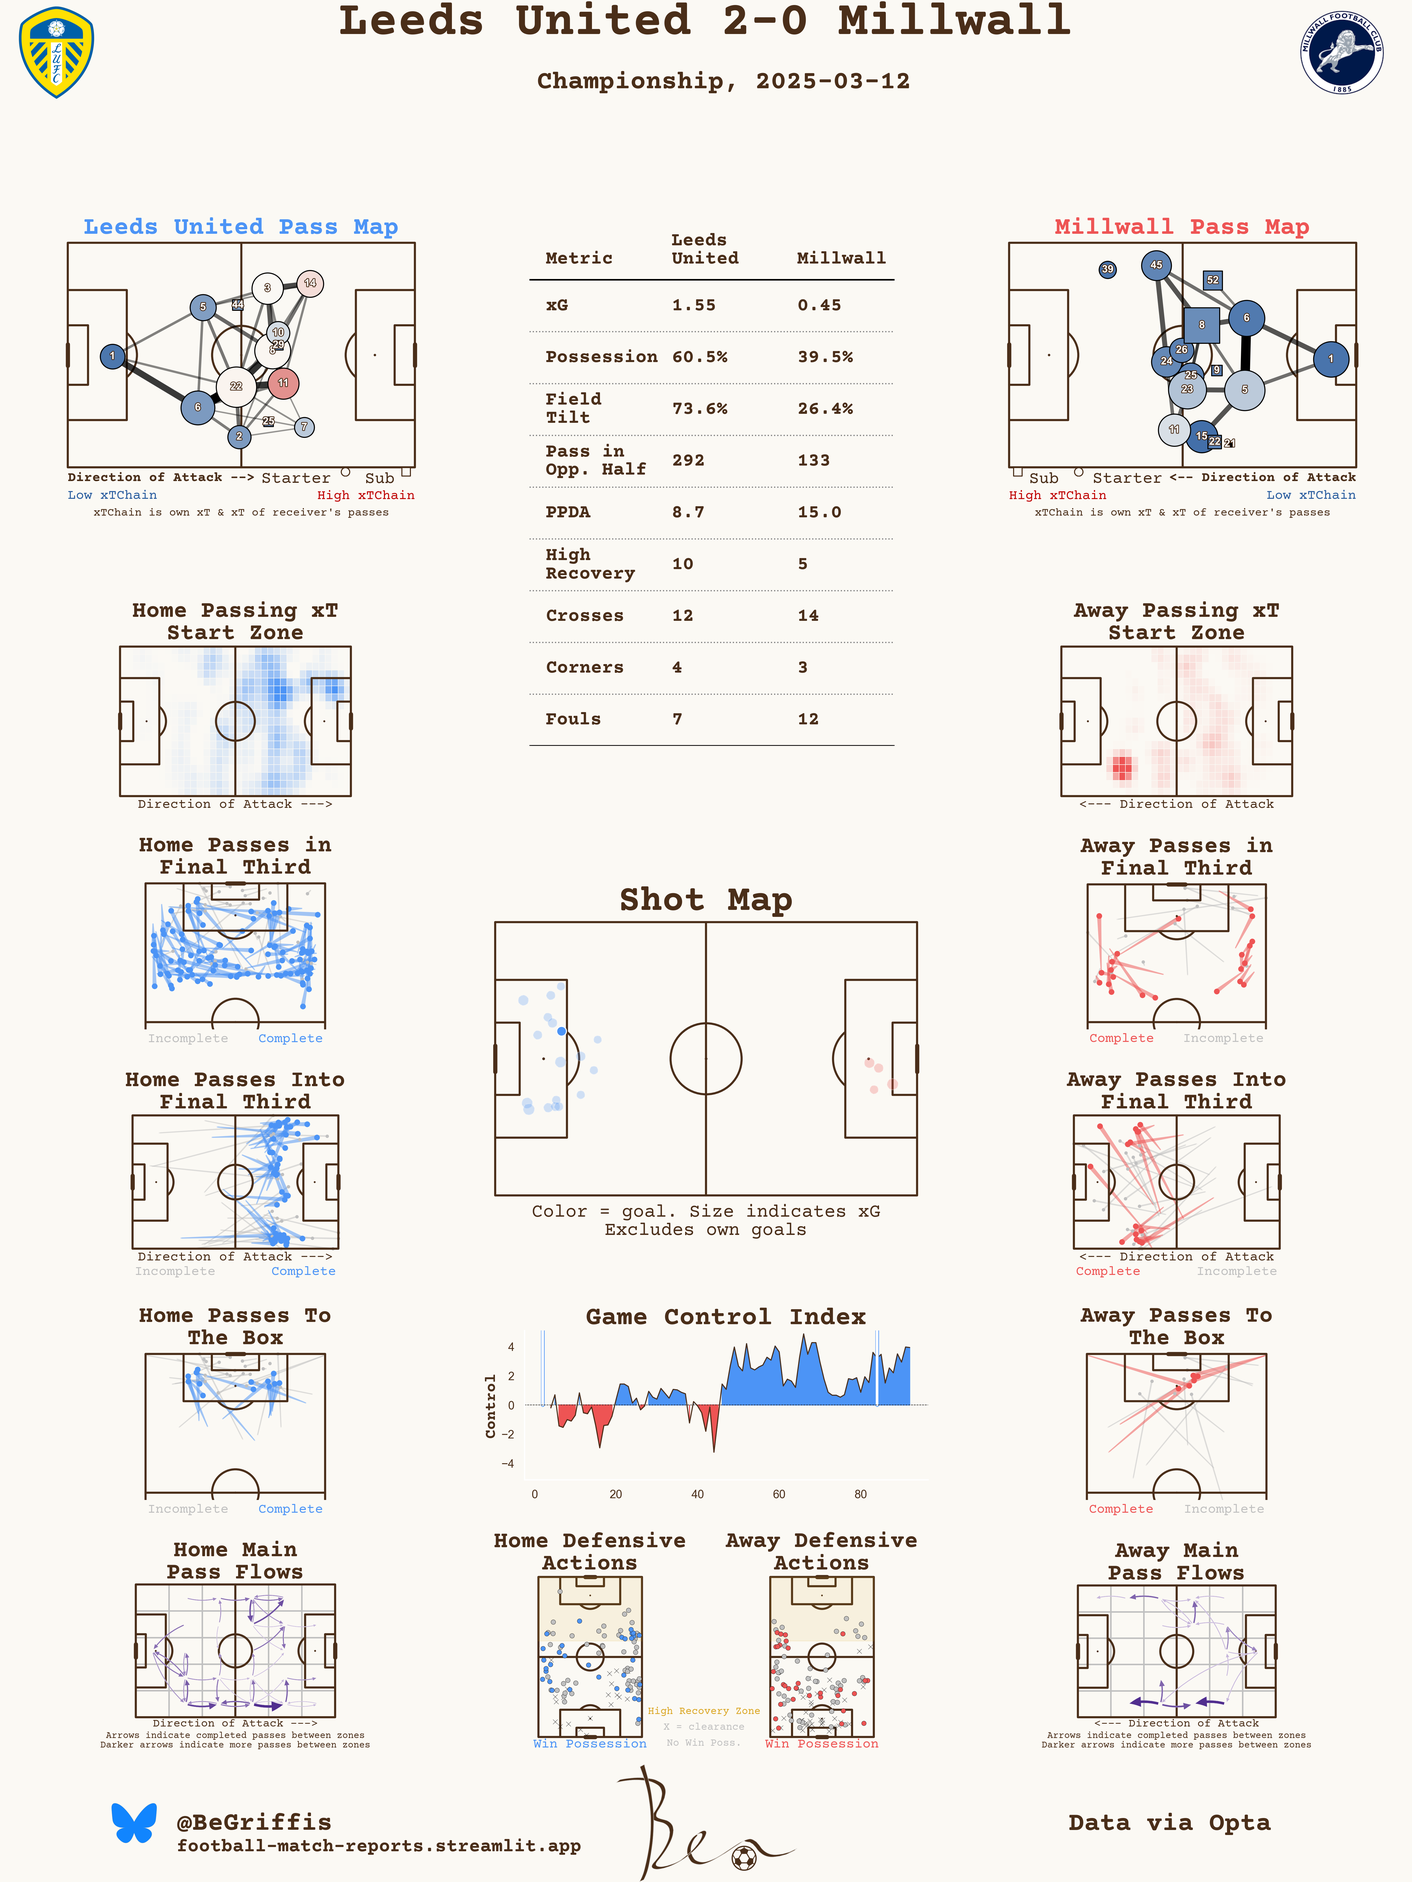 Leeds United 2-0 Millwall
Championship, 2025-03-12
LUFC
MILLWALL FOOTBALL CLUB
1885
Leeds United Pass Map
1
5
6
44
3
14
10
29
8
22
11
2
25
7
Direction of Attack --> Starter Sub
Low xTChain High xTChain
xTChain is own xT & xT of receiver's passes
Metric Leeds United Millwall
xG 1.55 0.45
Possession 60.5% 39.5%
Field Tilt 73.6% 26.4%
Pass in Opp. Half 292 133
PPDA 8.7 15.0
High Recovery 10 5
Crosses 12 14
Corners 4 3
Fouls 7 12
Millwall Pass Map
39
45
52
8
6
26
24
25
9
1
23
5
11
15
22
21
Sub Starter <-- Direction of Attack
High xTChain Low xTChain
xTChain is own xT & xT of receiver's passes
Home Passing xT
Start Zone
Direction of Attack --->
Away Passing xT
Start Zone
<--- Direction of Attack
Home Passes in
Final Third
Incomplete Complete
Away Passes in
Final Third
Complete Incomplete
Shot Map
Color = goal. Size indicates xG
Excludes own goals
Home Passes Into
Final Third
Direction of Attack --->
Incomplete Complete
Away Passes Into
Final Third
<--- Direction of Attack
Complete Incomplete
Home Passes To
The Box
Incomplete Complete
Game Control Index
Control
4
2
0
−2
−4
0 20 40 60 80
Away Passes To
The Box
Complete Incomplete
Home Main
Pass Flows
Direction of Attack --->
Arrows indicate completed passes between zones
Darker arrows indicate more passes between zones
Home Defensive
Actions
Win Possession
Away Defensive
Actions
Win Possession
High Recovery Zone
X = clearance
No Win Poss.
Away Main
Pass Flows
<--- Direction of Attack
Arrows indicate completed passes between zones
Darker arrows indicate more passes between zones
@BeGriffis
football-match-reports.streamlit.app
Ben
Data via Opta